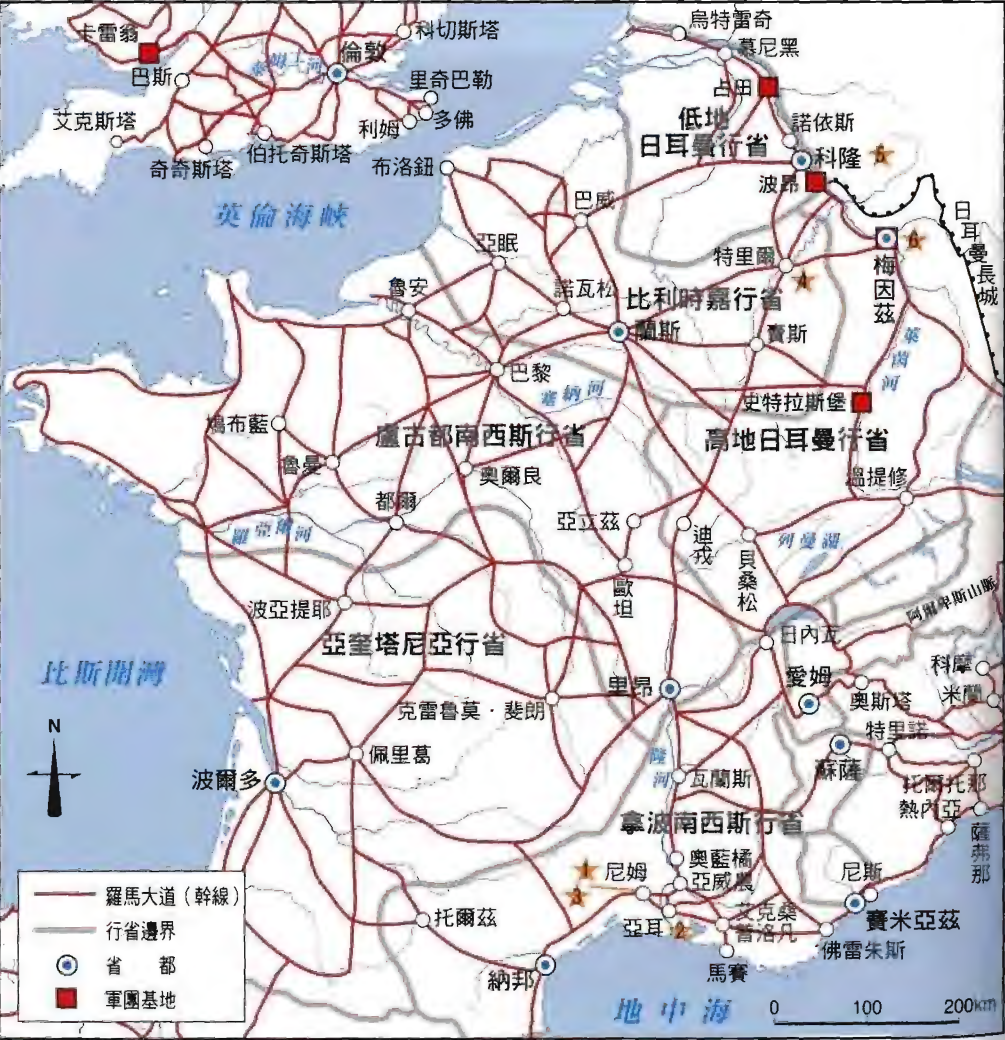 卡雷翁
科切斯塔
烏特雷奇
慕尼黑
倫敦
泰姆士河
巴斯
里奇巴勒
占田
低地
日耳曼行省
艾克斯塔
利姆
多佛
諾依斯
奇奇斯塔
伯托奇斯塔
布洛鈕
科隆
5
波昂
英倫海峽
巴威
日耳曼長城
亞眠
特里爾
4
6
梅因茲
魯安
諾瓦松
比利時嘉行省
蘭斯
賣斯
萊茵河
巴黎
塞納河
史特拉斯堡
鳩布藍
盧古都南西斯行省
高地日耳曼行省
魯曼
奧爾良
溫提修
都爾
亞立茲
迪戎
羅亞爾河
貝桑松
列曼湖
歐坦
阿爾卑斯山脈
波亞提耶
日內瓦
亞奎塔尼亞行省
比斯開灣
里昂
愛姆
科摩
奧斯塔
米蘭
克雷魯莫・斐朗
特里諾
N
佩里葛
蘇薩
波爾多
隆河
瓦蘭斯
托爾托那
熱內亞
拿波南西斯行省
薩弗那
1
3
尼姆
奧藍橘
亞威農
尼斯
羅馬大道（幹線）
行省邊界
省 都
軍團基地
托爾茲
亞耳
2
艾克桑
普洛凡
寶米亞茲
佛雷朱斯
馬賽
納邦
地中海
0 100 200km